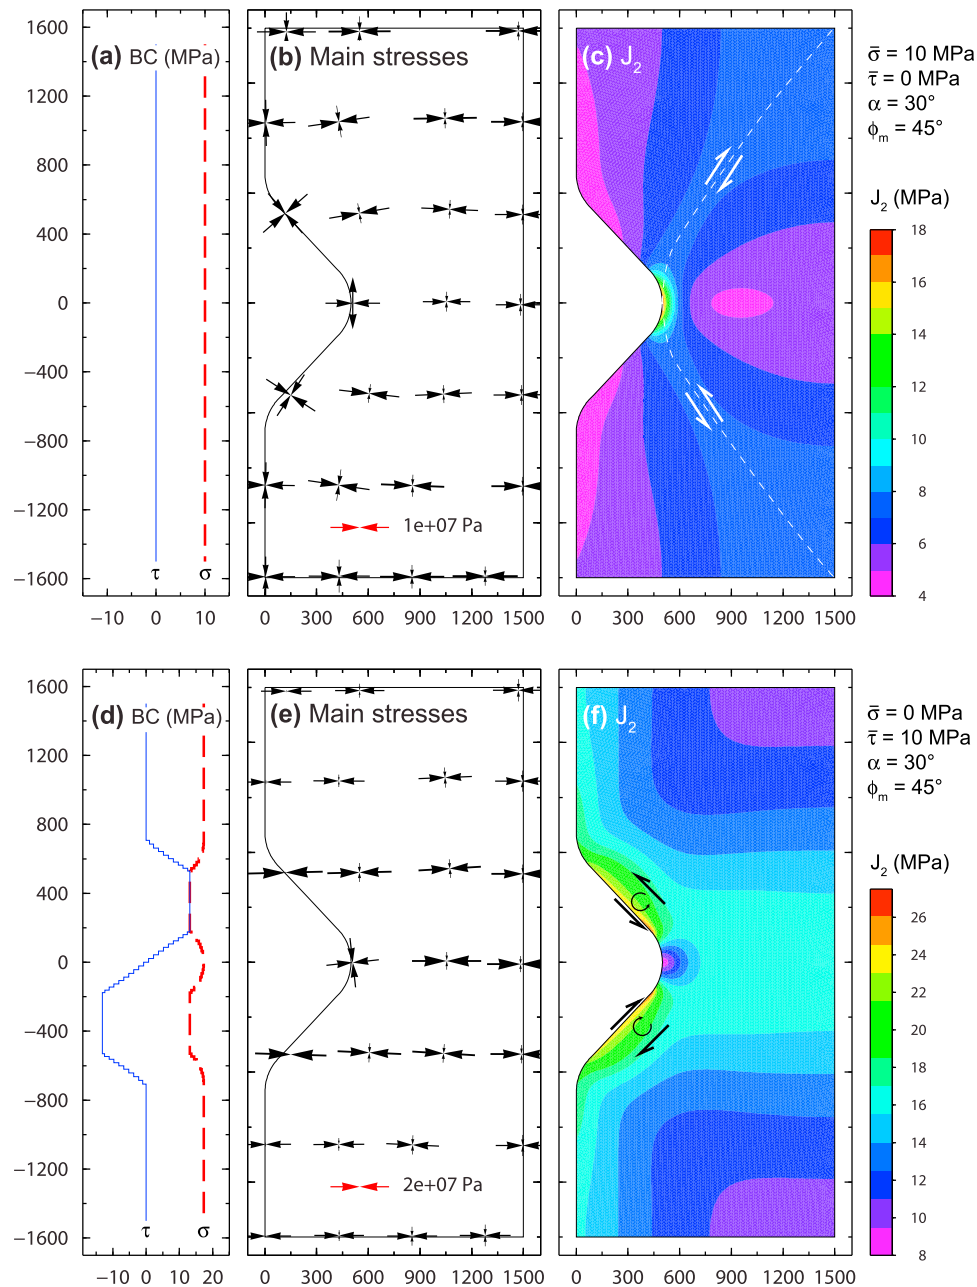 (a) BC (MPa)
(b) Main stresses
(c) J₂
σ̄ = 10 MPa
τ̄ = 0 MPa
α = 30°
ϕₘ = 45°
1600
1200
800
400
0
−400
−800
−1200
−1600
τ σ
−10 0 10
1e+07 Pa
0 300 600 900 1200 1500
0 300 600 900 1200 1500
J₂ (MPa)
18
16
14
12
10
8
6
4
(d) BC (MPa)
(e) Main stresses
(f) J₂
σ̄ = 0 MPa
τ̄ = 10 MPa
α = 30°
ϕₘ = 45°
1600
1200
800
400
0
−400
−800
−1200
−1600
τ σ
−10 0 10 20
2e+07 Pa
0 300 600 900 1200 1500
0 300 600 900 1200 1500
J₂ (MPa)
26
24
22
20
18
16
14
12
10
8